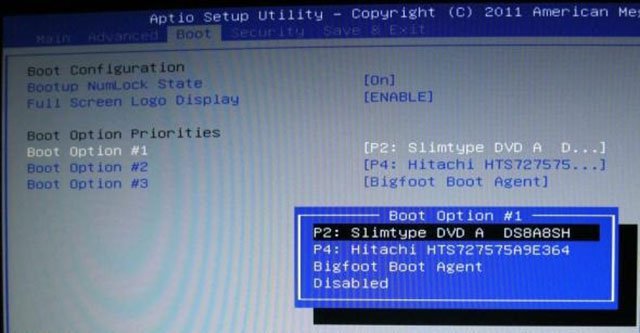 Aptio Setup Utility - Copyright (C) 2011 American Me
Main Advanced Boot Security Save & Exit
Boot Configuration
Bootup NumLock State [On]
Full Screen Logo Display [ENABLE]
Boot Option Priorities
Boot Option #1 [P2: Slimtype DVD A D...]
Boot Option #2 [P4: Hitachi HTS727575...]
Boot Option #3 [Bigfoot Boot Agent]
Boot Option #1
P2: Slimtype DVD A DS8A8SH
P4: Hitachi HTS727575A9E364
Bigfoot Boot Agent
Disabled